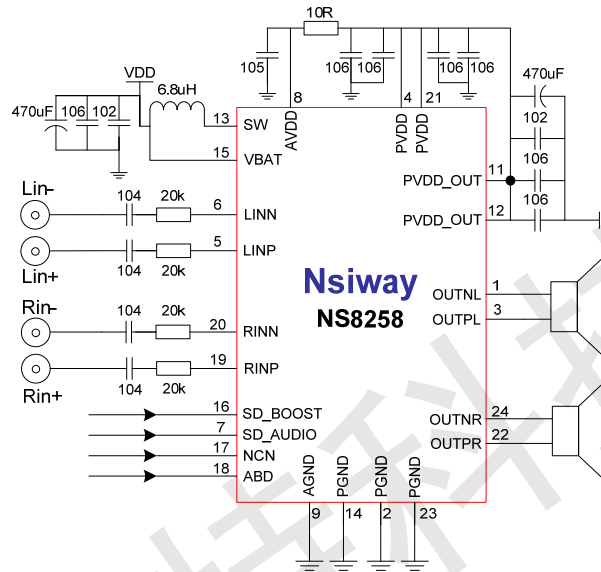 10R
105
106
106
106
106
470uF
VDD
6.8uH
8
4
21
470uF
106
102
13
SW
AVDD
PVDD
PVDD
102
15
VBAT
11
106
PVDD_OUT
Lin-
20k
6
LINN
12
106
PVDD_OUT
104
20k
5
LINP
Lin+
104
Nsiway
1
OUTNL
Rin-
20k
NS8258
3
OUTPL
104
20
RINN
20k
19
RINP
Rin+
104
20k
16
SD_BOOST
24
OUTNR
7
SD_AUDIO
22
OUTPR
17
NCN
18
ABD
AGND
PGND
PGND
PGND
9
14
2
23
特科技